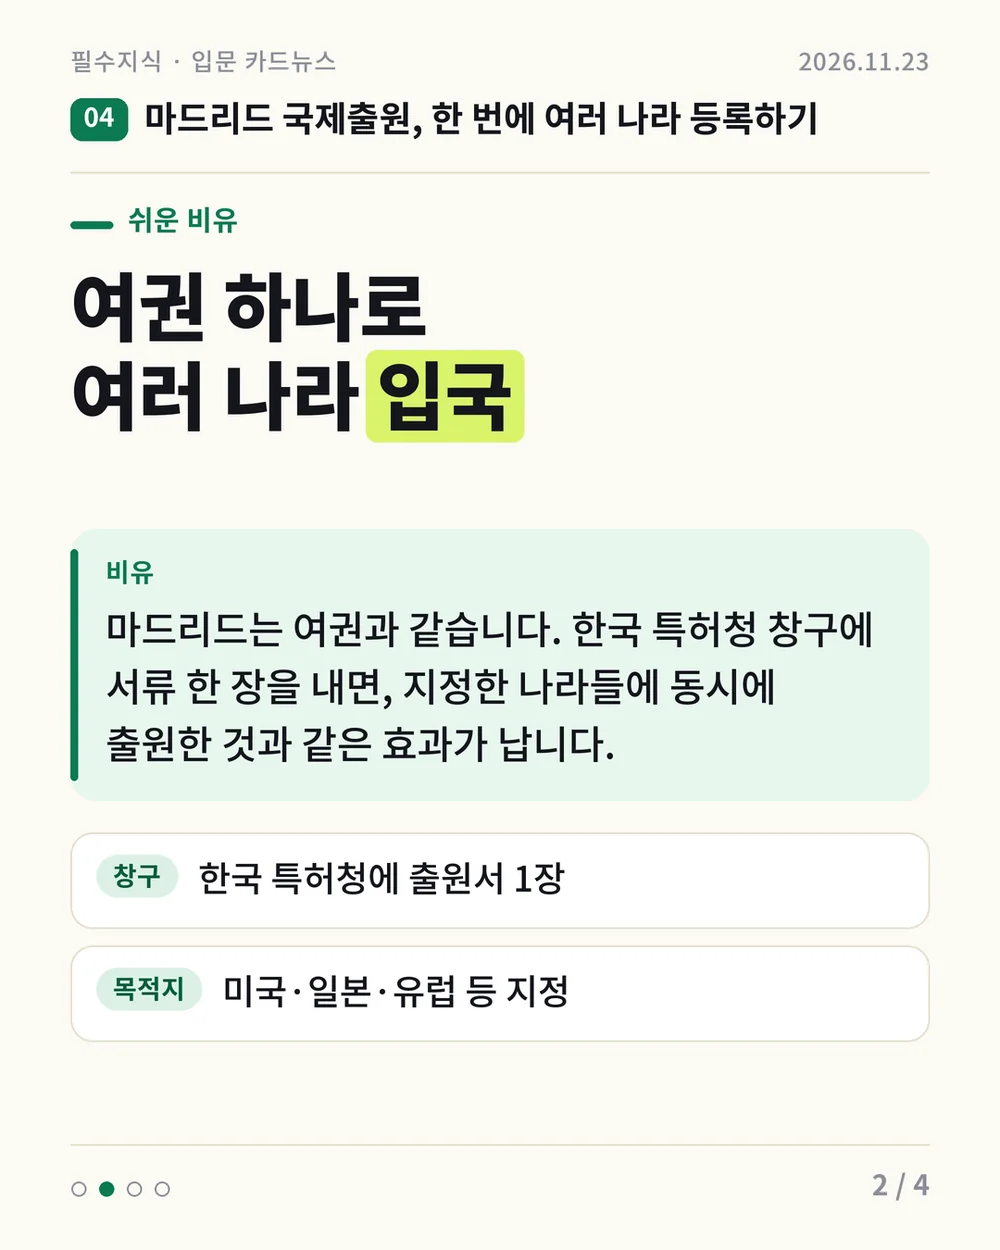 필수지식 · 입문 카드뉴스
2026.11.23
04 마드리드 국제출원, 한 번에 여러 나라 등록하기
쉬운 비유
여권 하나로
여러 나라 입국
비유
마드리드는 여권과 같습니다. 한국 특허청 창구에
서류 한 장을 내면, 지정한 나라들에 동시에
출원한 것과 같은 효과가 납니다.
창구 한국 특허청에 출원서 1장
목적지 미국·일본·유럽 등 지정
2 / 4